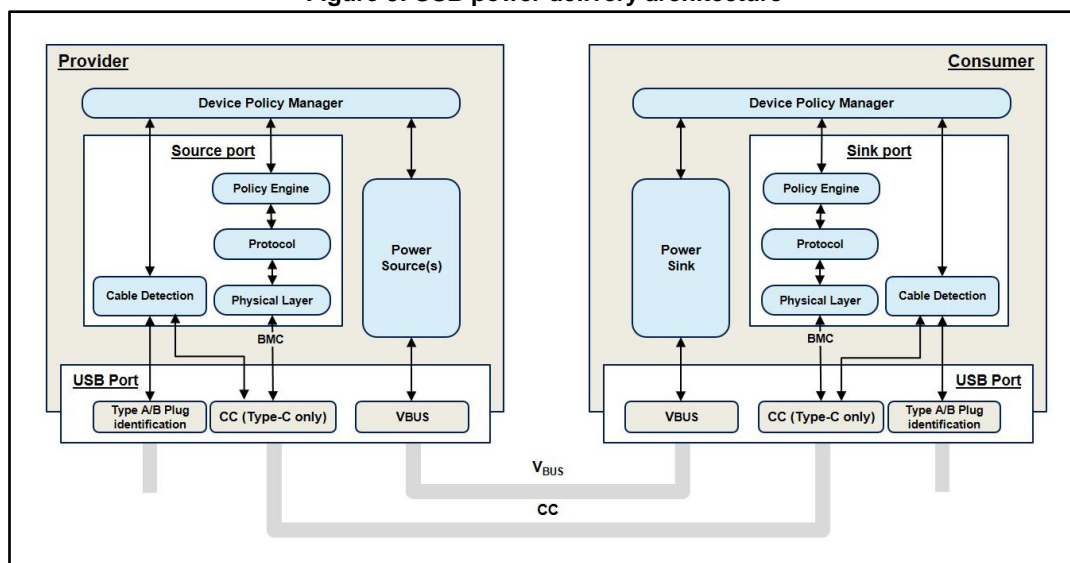 Figure USB power delivery architecture
Provider
Device Policy Manager
Source port
Policy Engine
Protocol
Physical Layer
Cable Detection
Power
Source(s)
BMC
USB Port
Type A/B Plug
identification
CC (Type-C only)
VBUS
Consumer
Device Policy Manager
Sink port
Policy Engine
Protocol
Physical Layer
Cable Detection
Power
Sink
BMC
USB Port
VBUS
CC (Type-C only)
Type A/B Plug
identification
VBUS
CC